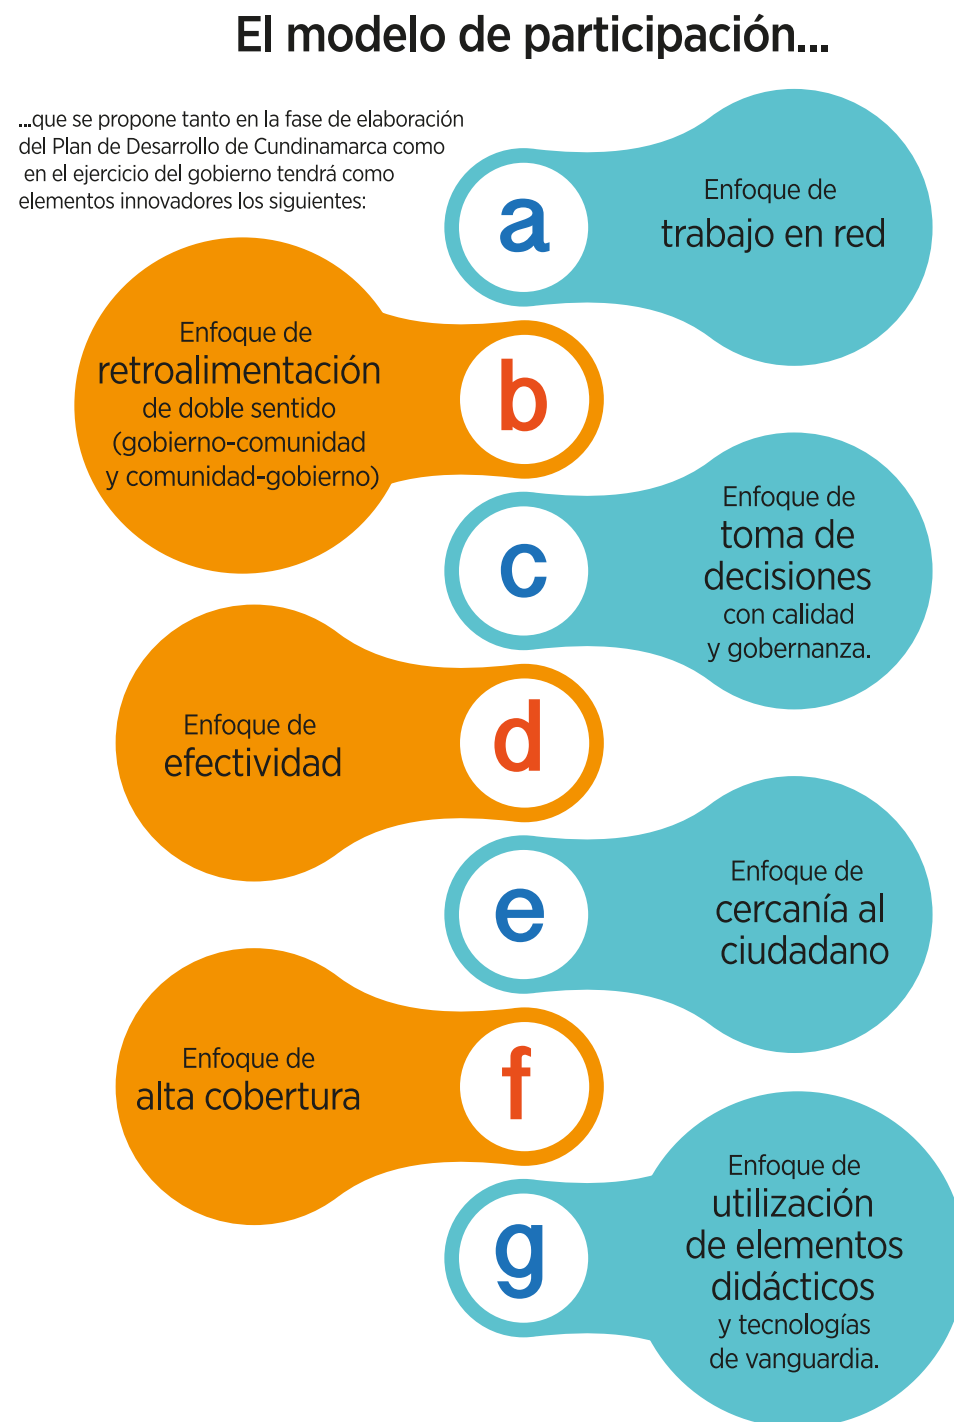 El modelo de participación...
...que se propone tanto en la fase de elaboración
del Plan de Desarrollo de Cundinamarca como
en el ejercicio del gobierno tendrá como
elementos innovadores los siguientes:
a
Enfoque de
trabajo en red
b
Enfoque de
retroalimentación
de doble sentido
(gobierno-comunidad
y comunidad-gobierno)
c
Enfoque de
toma de
decisiones
con calidad
y gobernanza.
d
Enfoque de
efectividad
e
Enfoque de
cercanía al
ciudadano
f
Enfoque de
alta cobertura
g
Enfoque de
utilización
de elementos
didácticos
y tecnologías
de vanguardia.